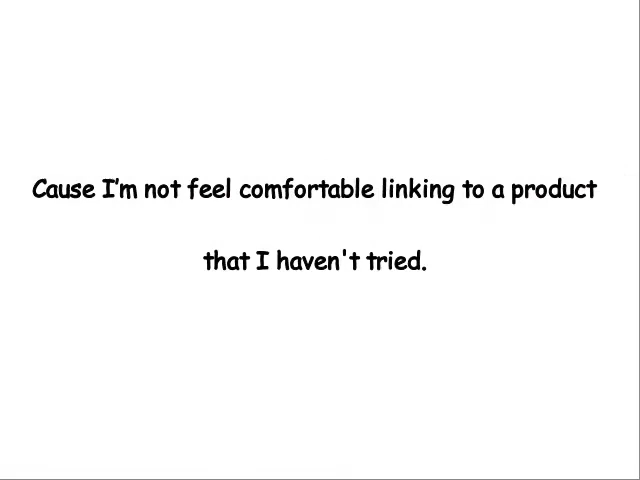 Cause I’m not feel comfortable linking to a product
that I haven't tried.